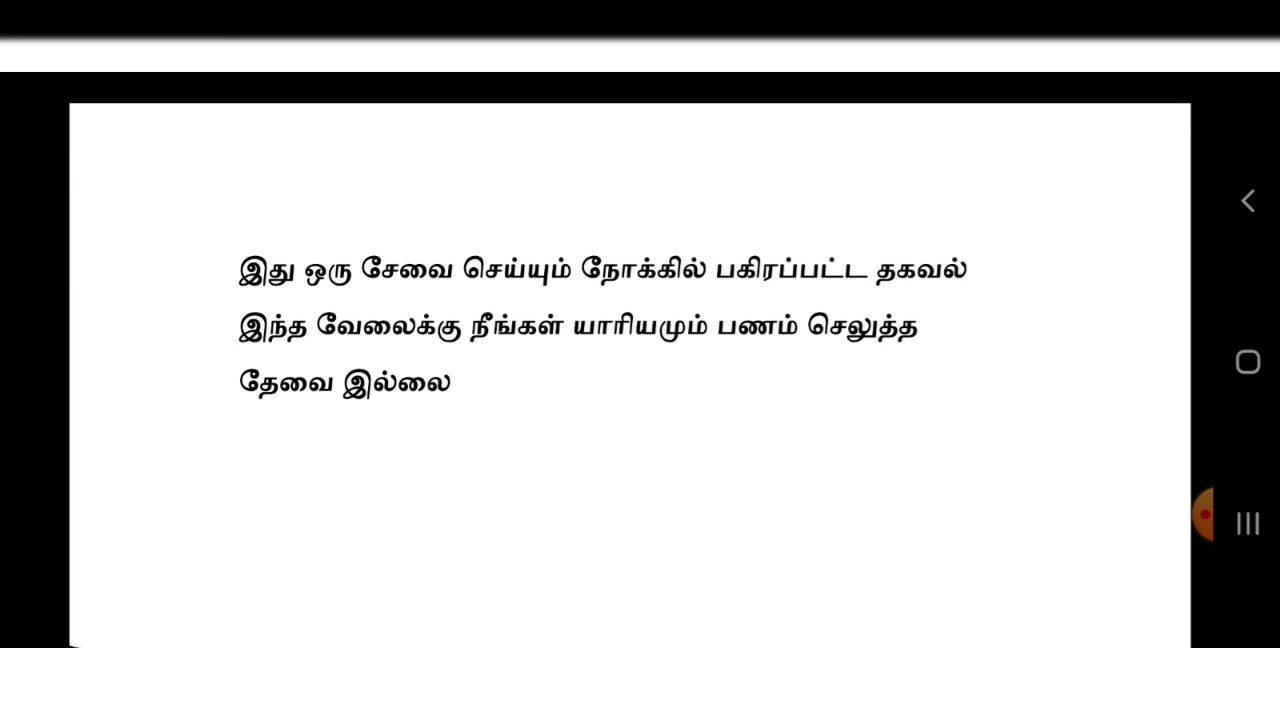 இது ஒரு சேவை செய்யும் நோக்கில் பகிரப்பட்ட தகவல்
இந்த வேலைக்கு நீங்கள் யாரியமும் பணம் செலுத்த
தேவை இல்லை